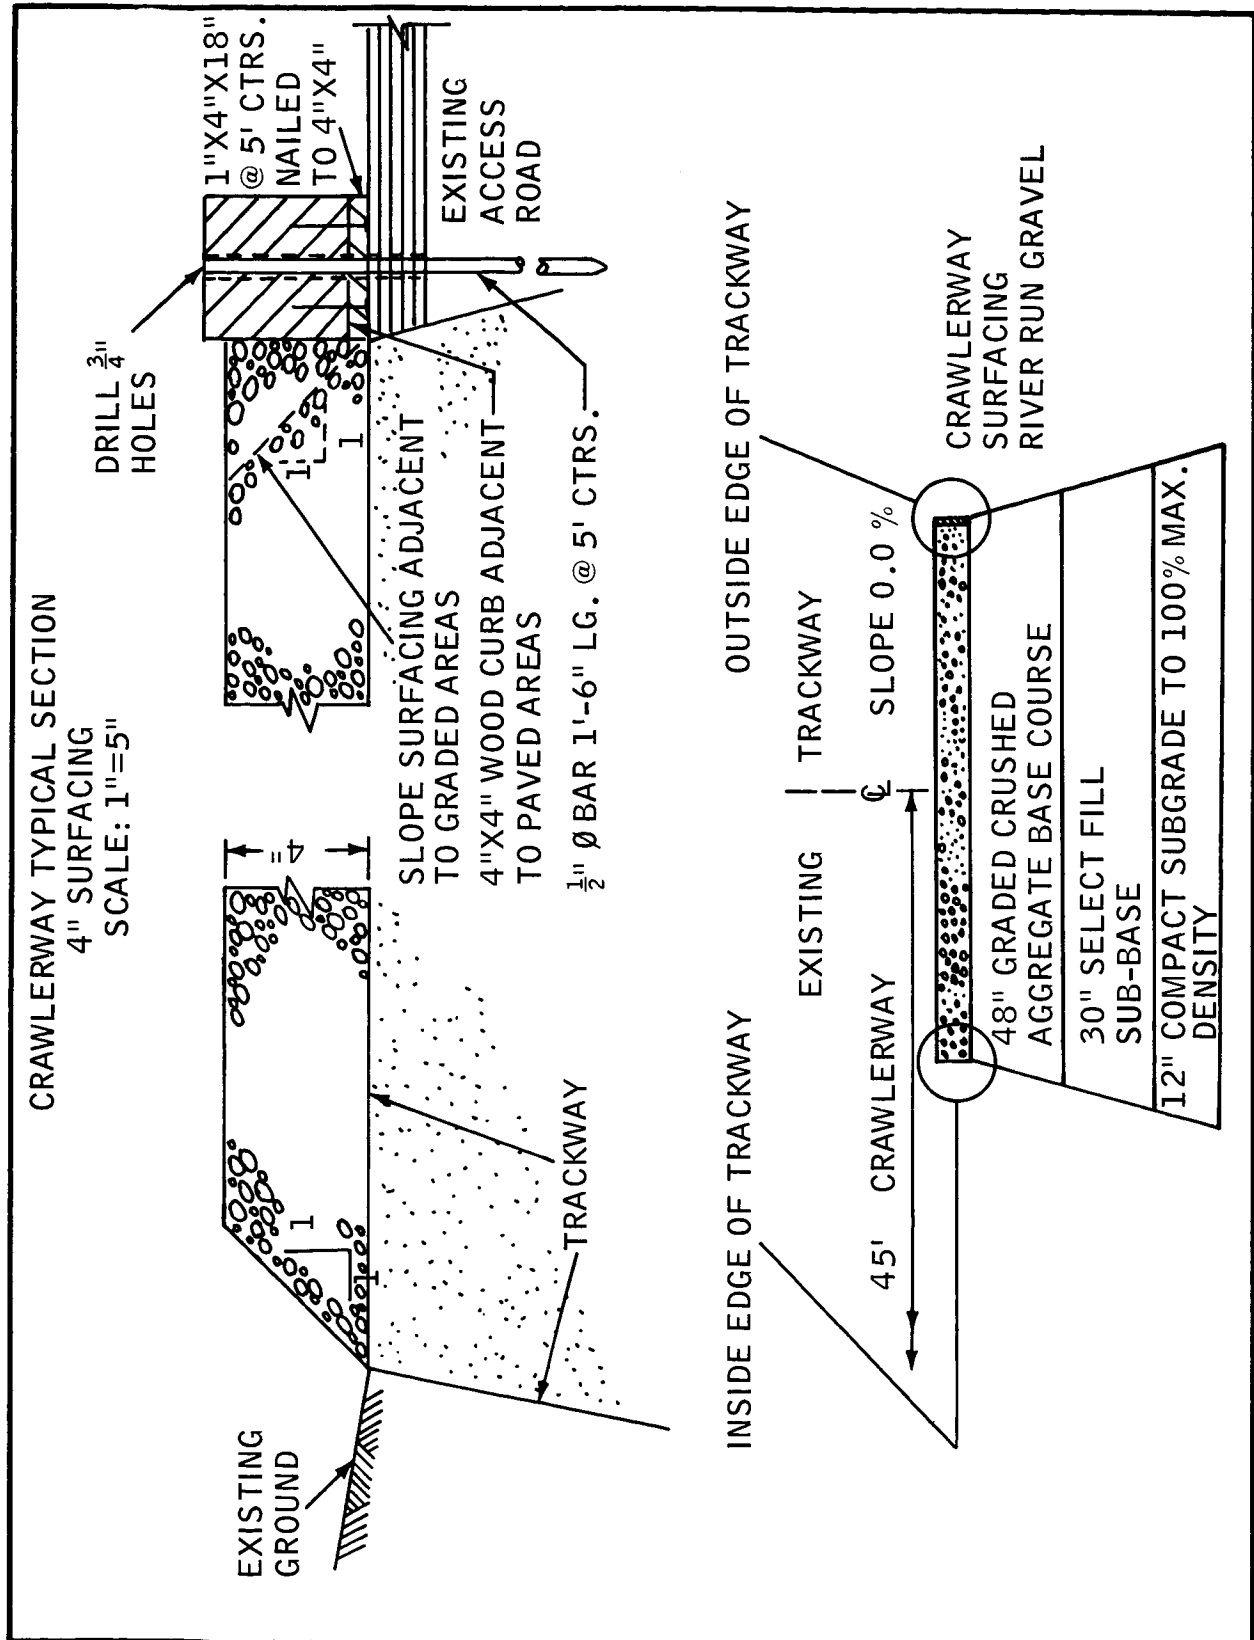 CRAWLERWAY TYPICAL SECTION
4" SURFACING
SCALE: 1"=5"
EXISTING
GROUND
1
1
4"
TRACKWAY
DRILL 3/4"
HOLES
1"X4"X18"
@ 5' CTRS.
NAILED
TO 4"X4"
1
1
EXISTING
ACCESS
ROAD
SLOPE SURFACING ADJACENT
TO GRADED AREAS
4"X4" WOOD CURB ADJACENT
TO PAVED AREAS
1/2" Ø BAR 1'-6" LG. @ 5' CTRS.
INSIDE EDGE OF TRACKWAY
OUTSIDE EDGE OF TRACKWAY
EXISTING TRACKWAY
45' CRAWLERWAY
℄
SLOPE 0.0 %
CRAWLERWAY
SURFACING
RIVER RUN GRAVEL
48" GRADED CRUSHED
AGGREGATE BASE COURSE
30" SELECT FILL
SUB-BASE
12" COMPACT SUBGRADE TO 100% MAX.
DENSITY